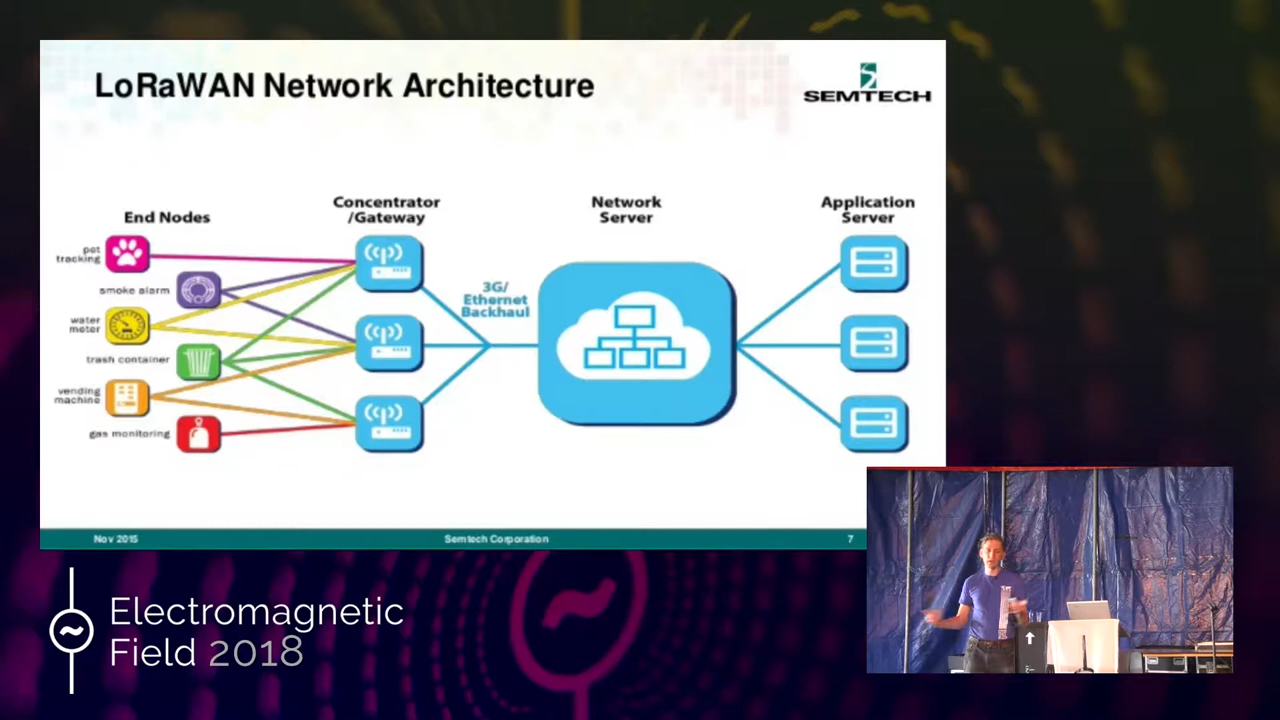 LoRaWAN Network Architecture
SEMTECH
End Nodes
Concentrator
/Gateway
Network
Server
Application
Server
pet
tracking
smoke alarm
water
meter
trash container
vending
machine
gas monitoring
3G/
Ethernet
Backhaul
Nov 2015
Semtech Corporation
7
Electromagnetic
Field 2018